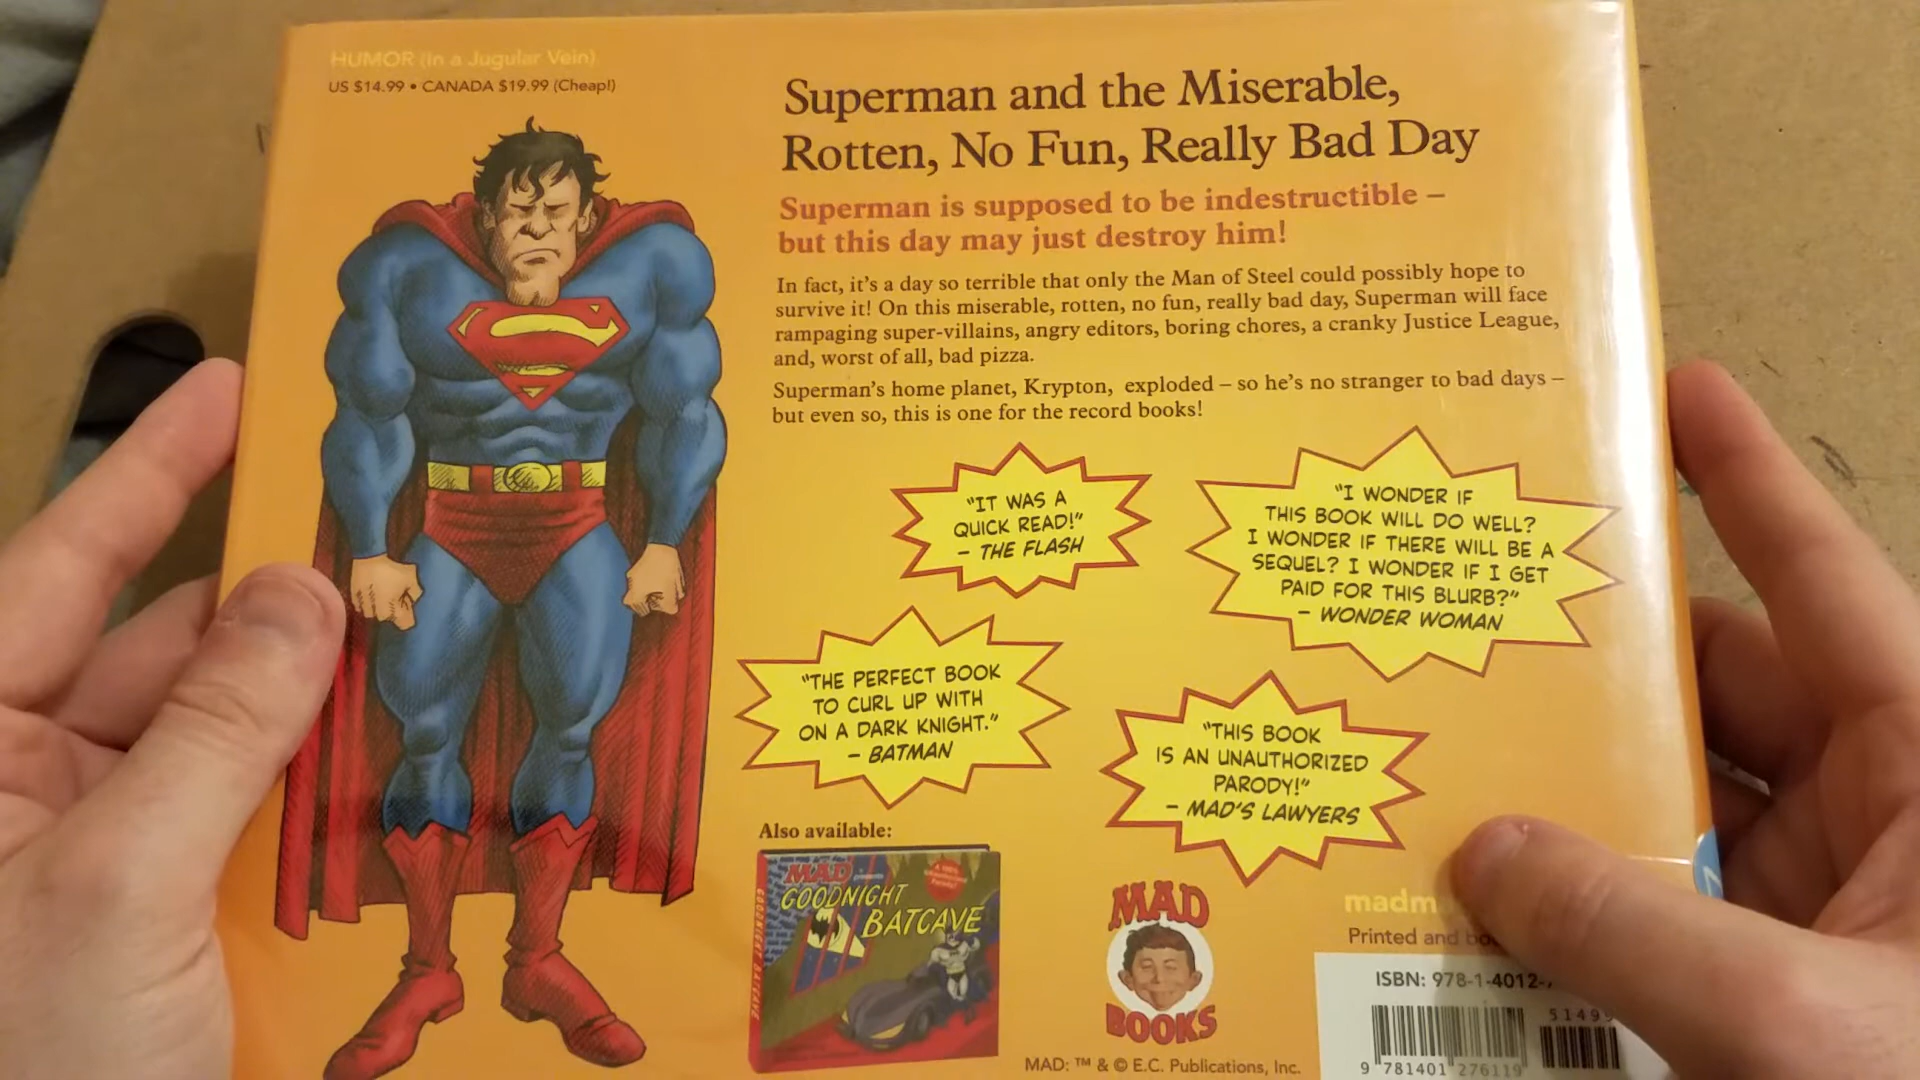 HUMOR (In a Jugular Vein)
US $14.99 • CANADA $19.99 (Cheap!)
Superman and the Miserable,
Rotten, No Fun, Really Bad Day
Superman is supposed to be indestructible –
but this day may just destroy him!
In fact, it's a day so terrible that only the Man of Steel could possibly hope to
survive it! On this miserable, rotten, no fun, really bad day, Superman will face
rampaging super-villains, angry editors, boring chores, a cranky Justice League,
and, worst of all, bad pizza.
Superman's home planet, Krypton, exploded – so he's no stranger to bad days –
but even so, this is one for the record books!
"IT WAS A
QUICK READ!"
– THE FLASH
"I WONDER IF
THIS BOOK WILL DO WELL?
I WONDER IF THERE WILL BE A
SEQUEL? I WONDER IF I GET
PAID FOR THIS BLURB?"
– WONDER WOMAN
"THE PERFECT BOOK
TO CURL UP WITH
ON A DARK KNIGHT."
– BATMAN
"THIS BOOK
IS AN UNAUTHORIZED
PARODY!"
– MAD'S LAWYERS
Also available:
MAD presents
GOODNIGHT
BATCAVE
GOODNIGHT BATCAVE
MAD
BOOKS
MAD: ™ & © E.C. Publications, Inc.
madm
Printed and
ISBN: 978-1-4012-
5149
9 781401 276119